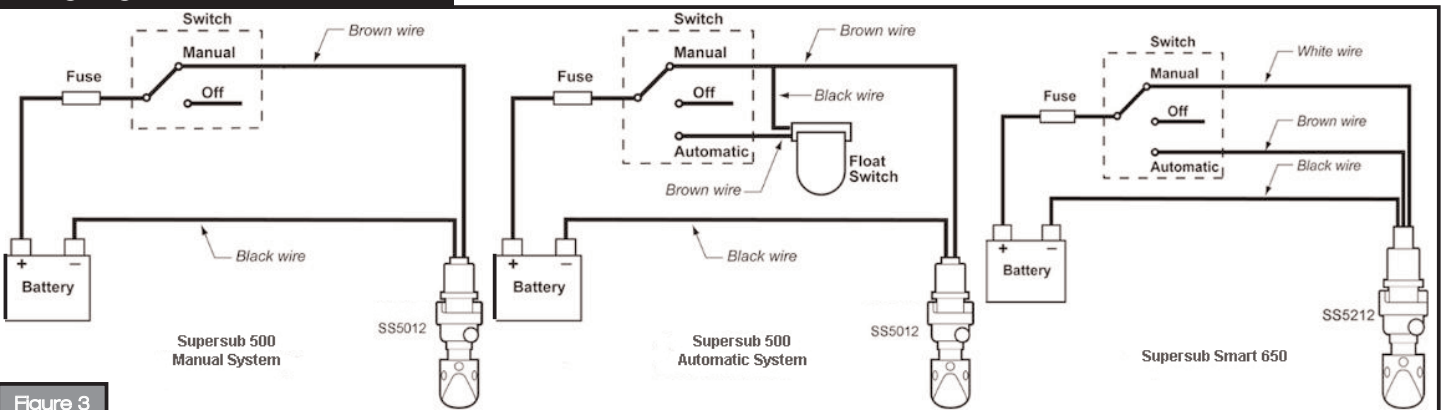 Switch
Manual
Brown wire
Fuse
Off
Battery
+
−
Black wire
SS5012
Supersub 500
Manual System
Switch
Manual
Brown wire
Fuse
Off
Black wire
Automatic
Float
Switch
Brown wire
Battery
+
−
Black wire
SS5012
Supersub 500
Automatic System
Switch
Manual
White wire
Fuse
Off
Brown wire
Automatic
Black wire
Battery
+
−
SS5212
Supersub Smart 650
Figure 3